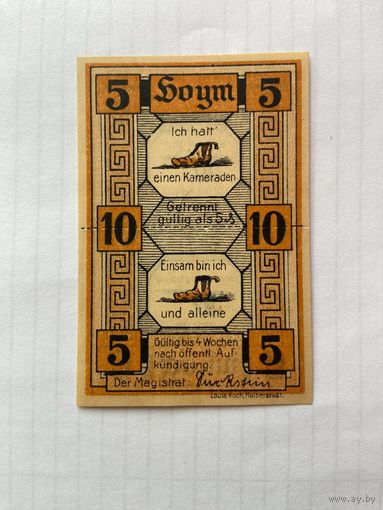 5 Hoym 5
Ich hatt'
einen Kameraden
10 Getrennt 10
gültig als 5 ₰
Einsam bin ich
und alleine
5 Gültig bis 4 Wochen 5
nach öffentl. Auf-
kündigung.
Der Magistrat:
Louis Koch, Halberstadt.
www.ay.by